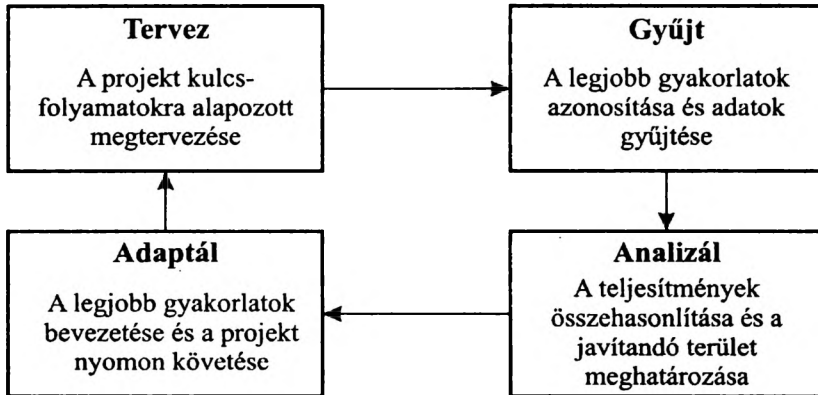 Tervez
A projekt kulcs-
folyamatokra alapozott
megtervezése
Gyűjt
A legjobb gyakorlatok
azonosítása és adatok
gyűjtése
Adaptál
A legjobb gyakorlatok
bevezetése és a projekt
nyomon követése
Analizál
A teljesítmények
összehasonlítása és a
javítandó terület
meghatározása